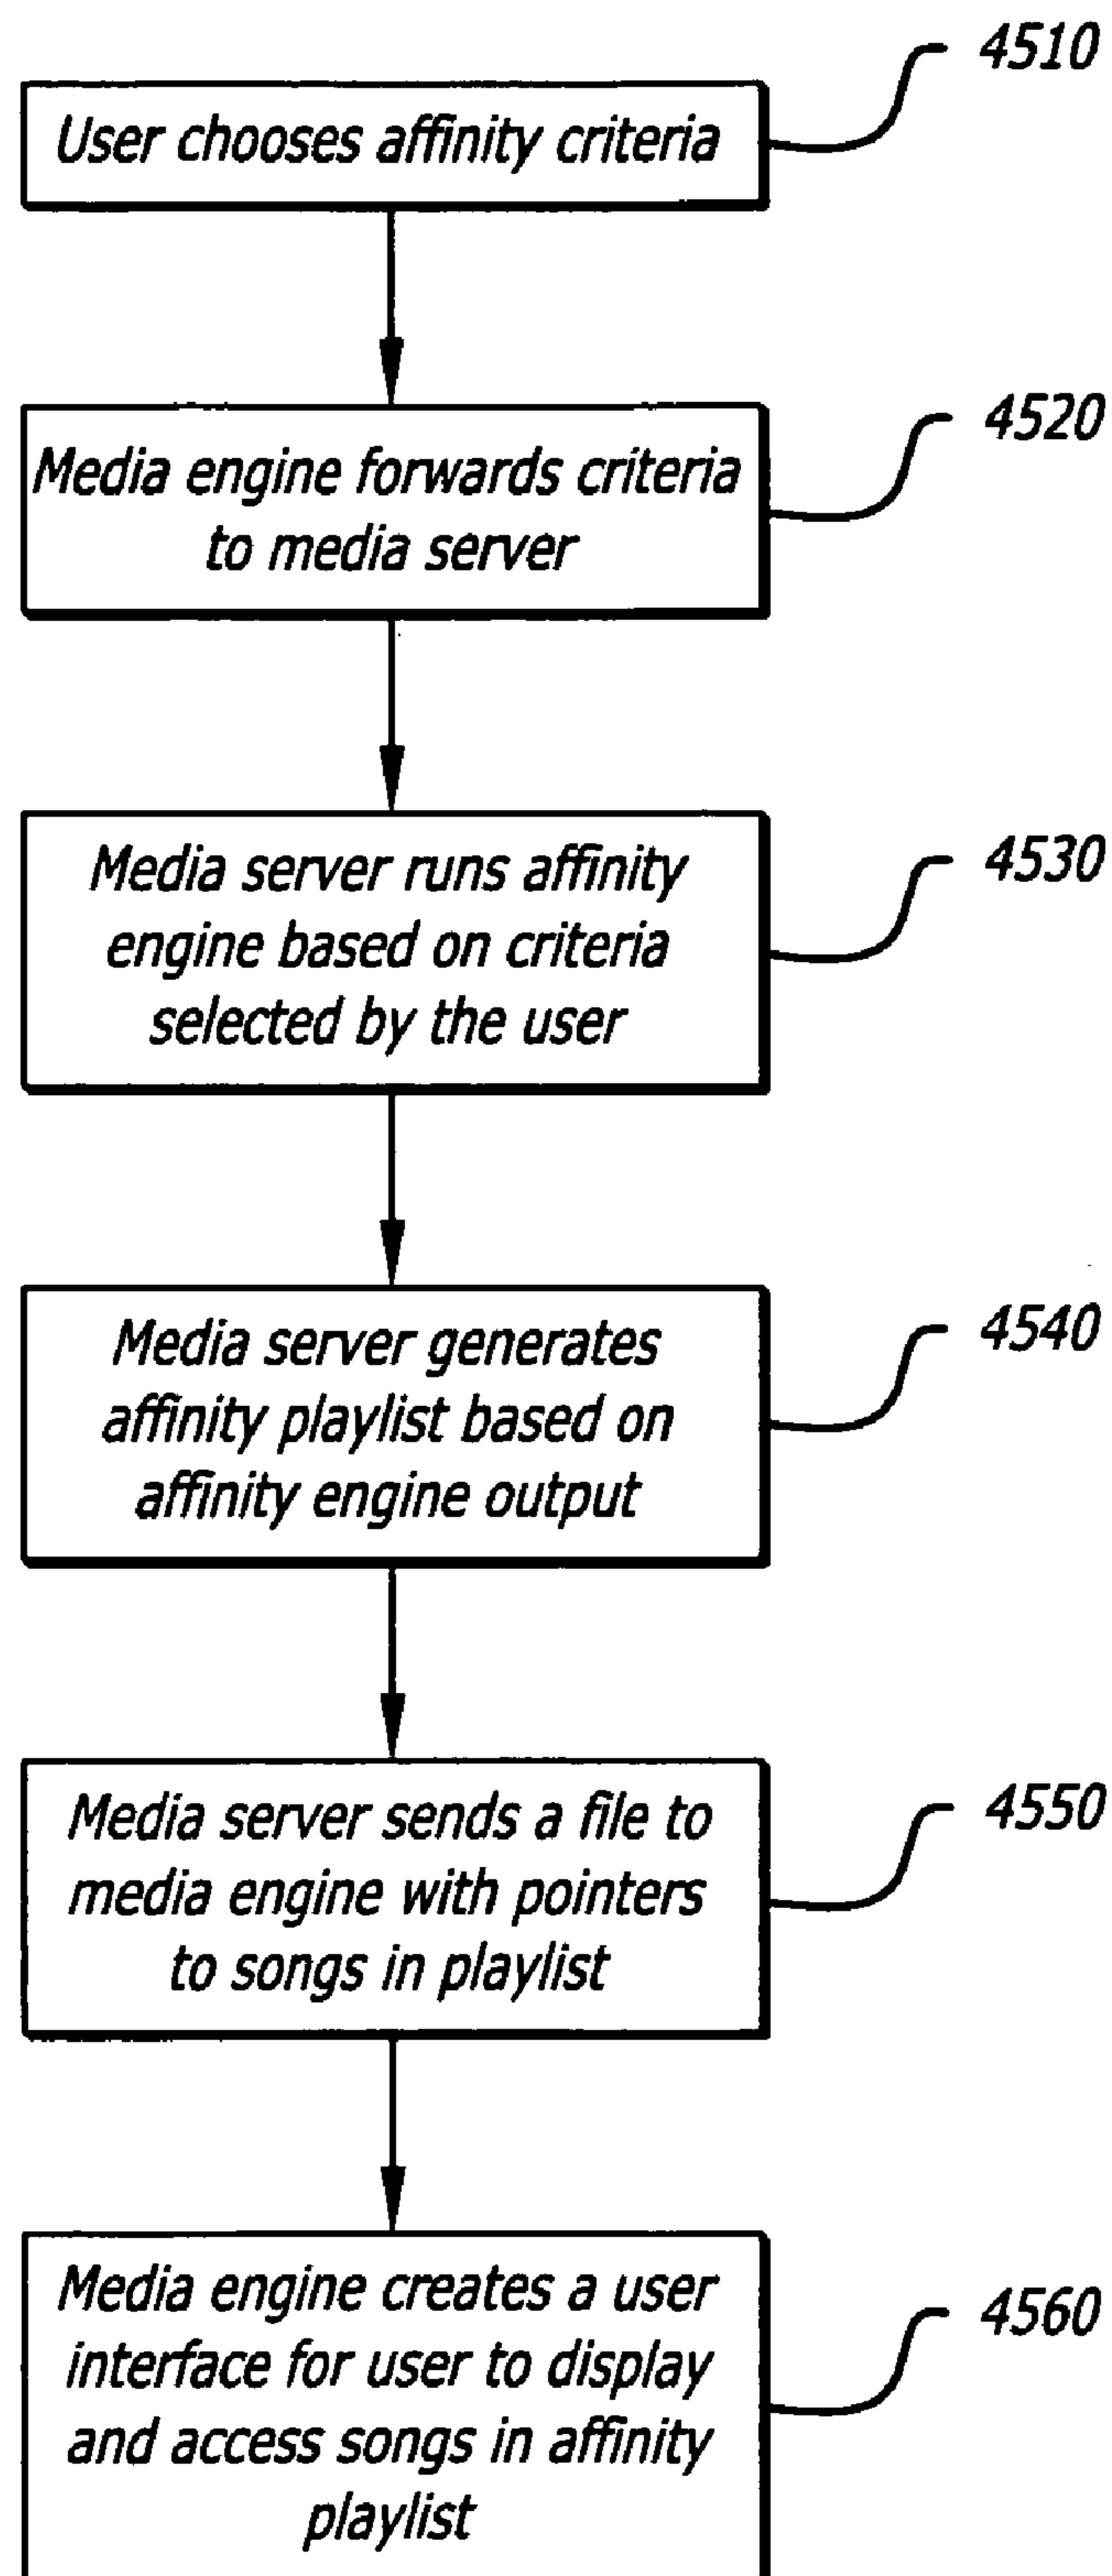 4510
User chooses affinity criteria
4520
Media engine forwards criteria
to media server
4530
Media server runs affinity
engine based on criteria
selected by the user
4540
Media server generates
affinity playlist based on
affinity engine output
4550
Media server sends a file to
media engine with pointers
to songs in playlist
4560
Media engine creates a user
interface for user to display
and access songs in affinity
playlist